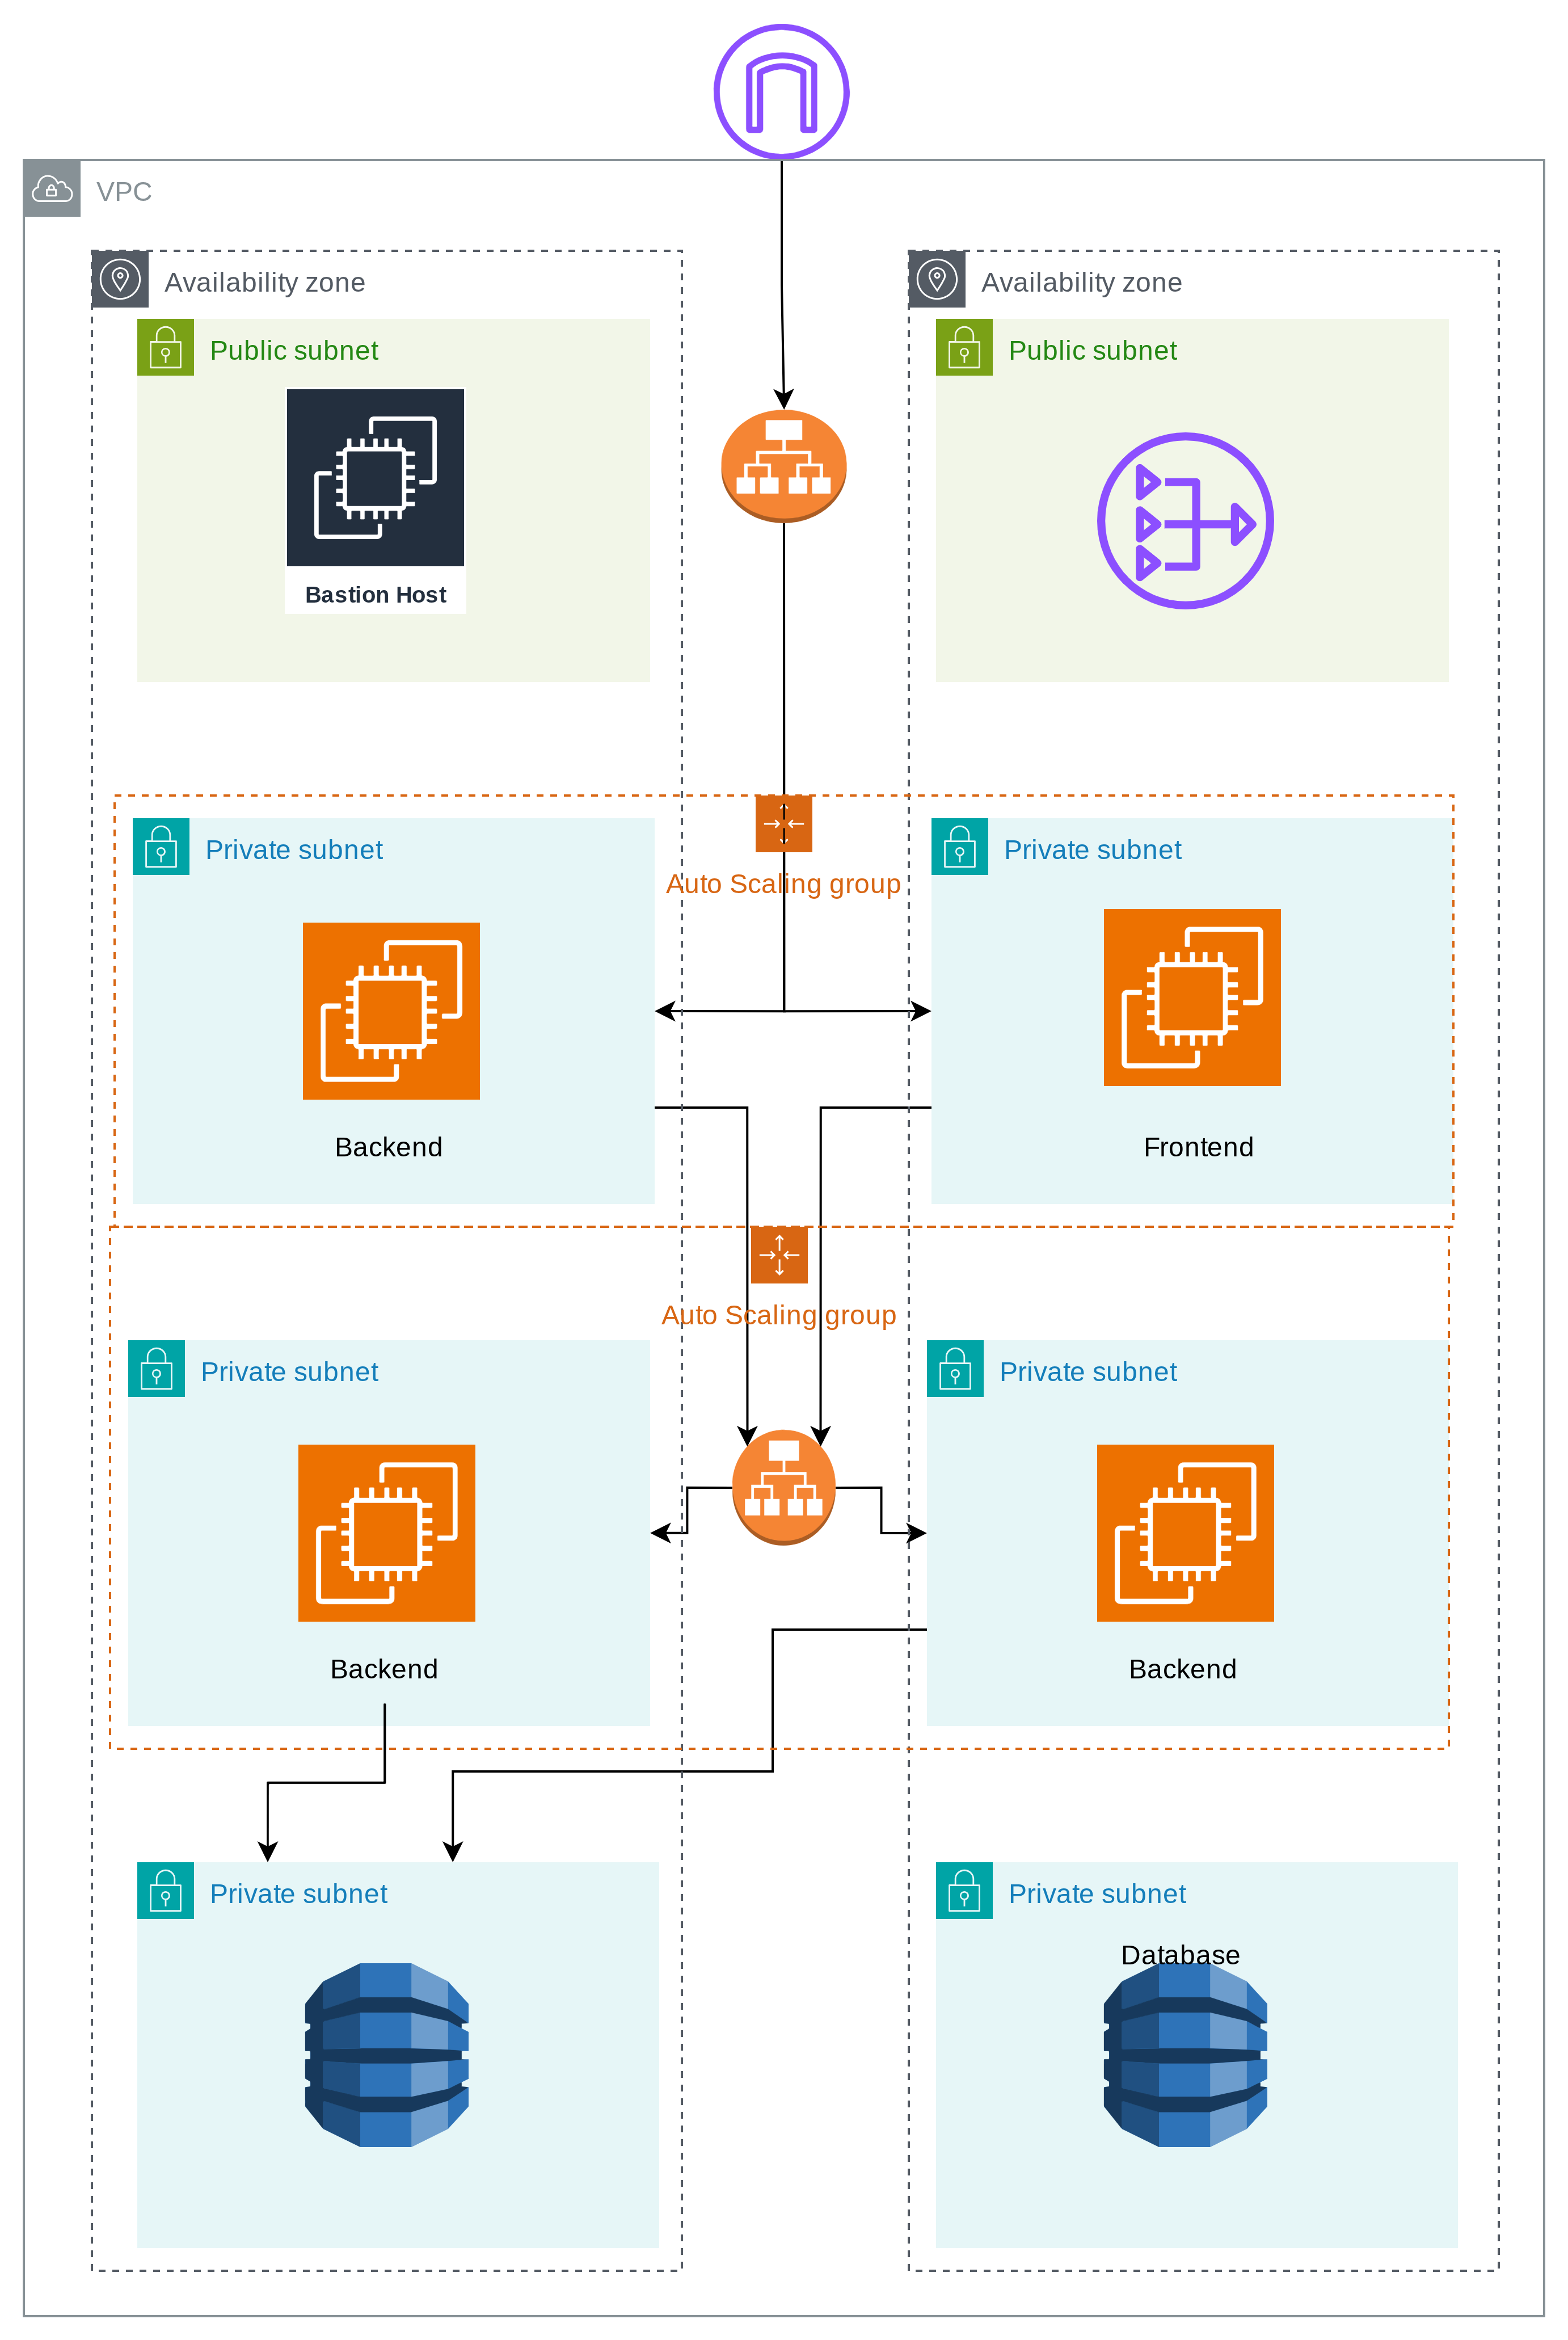 VPC
Availability zone
Availability zone
Public subnet
Public subnet
Bastion Host
Private subnet
Auto Scaling group
Private subnet
Backend
Frontend
Auto Scaling group
Private subnet
Private subnet
Backend
Backend
Private subnet
Private subnet
Database